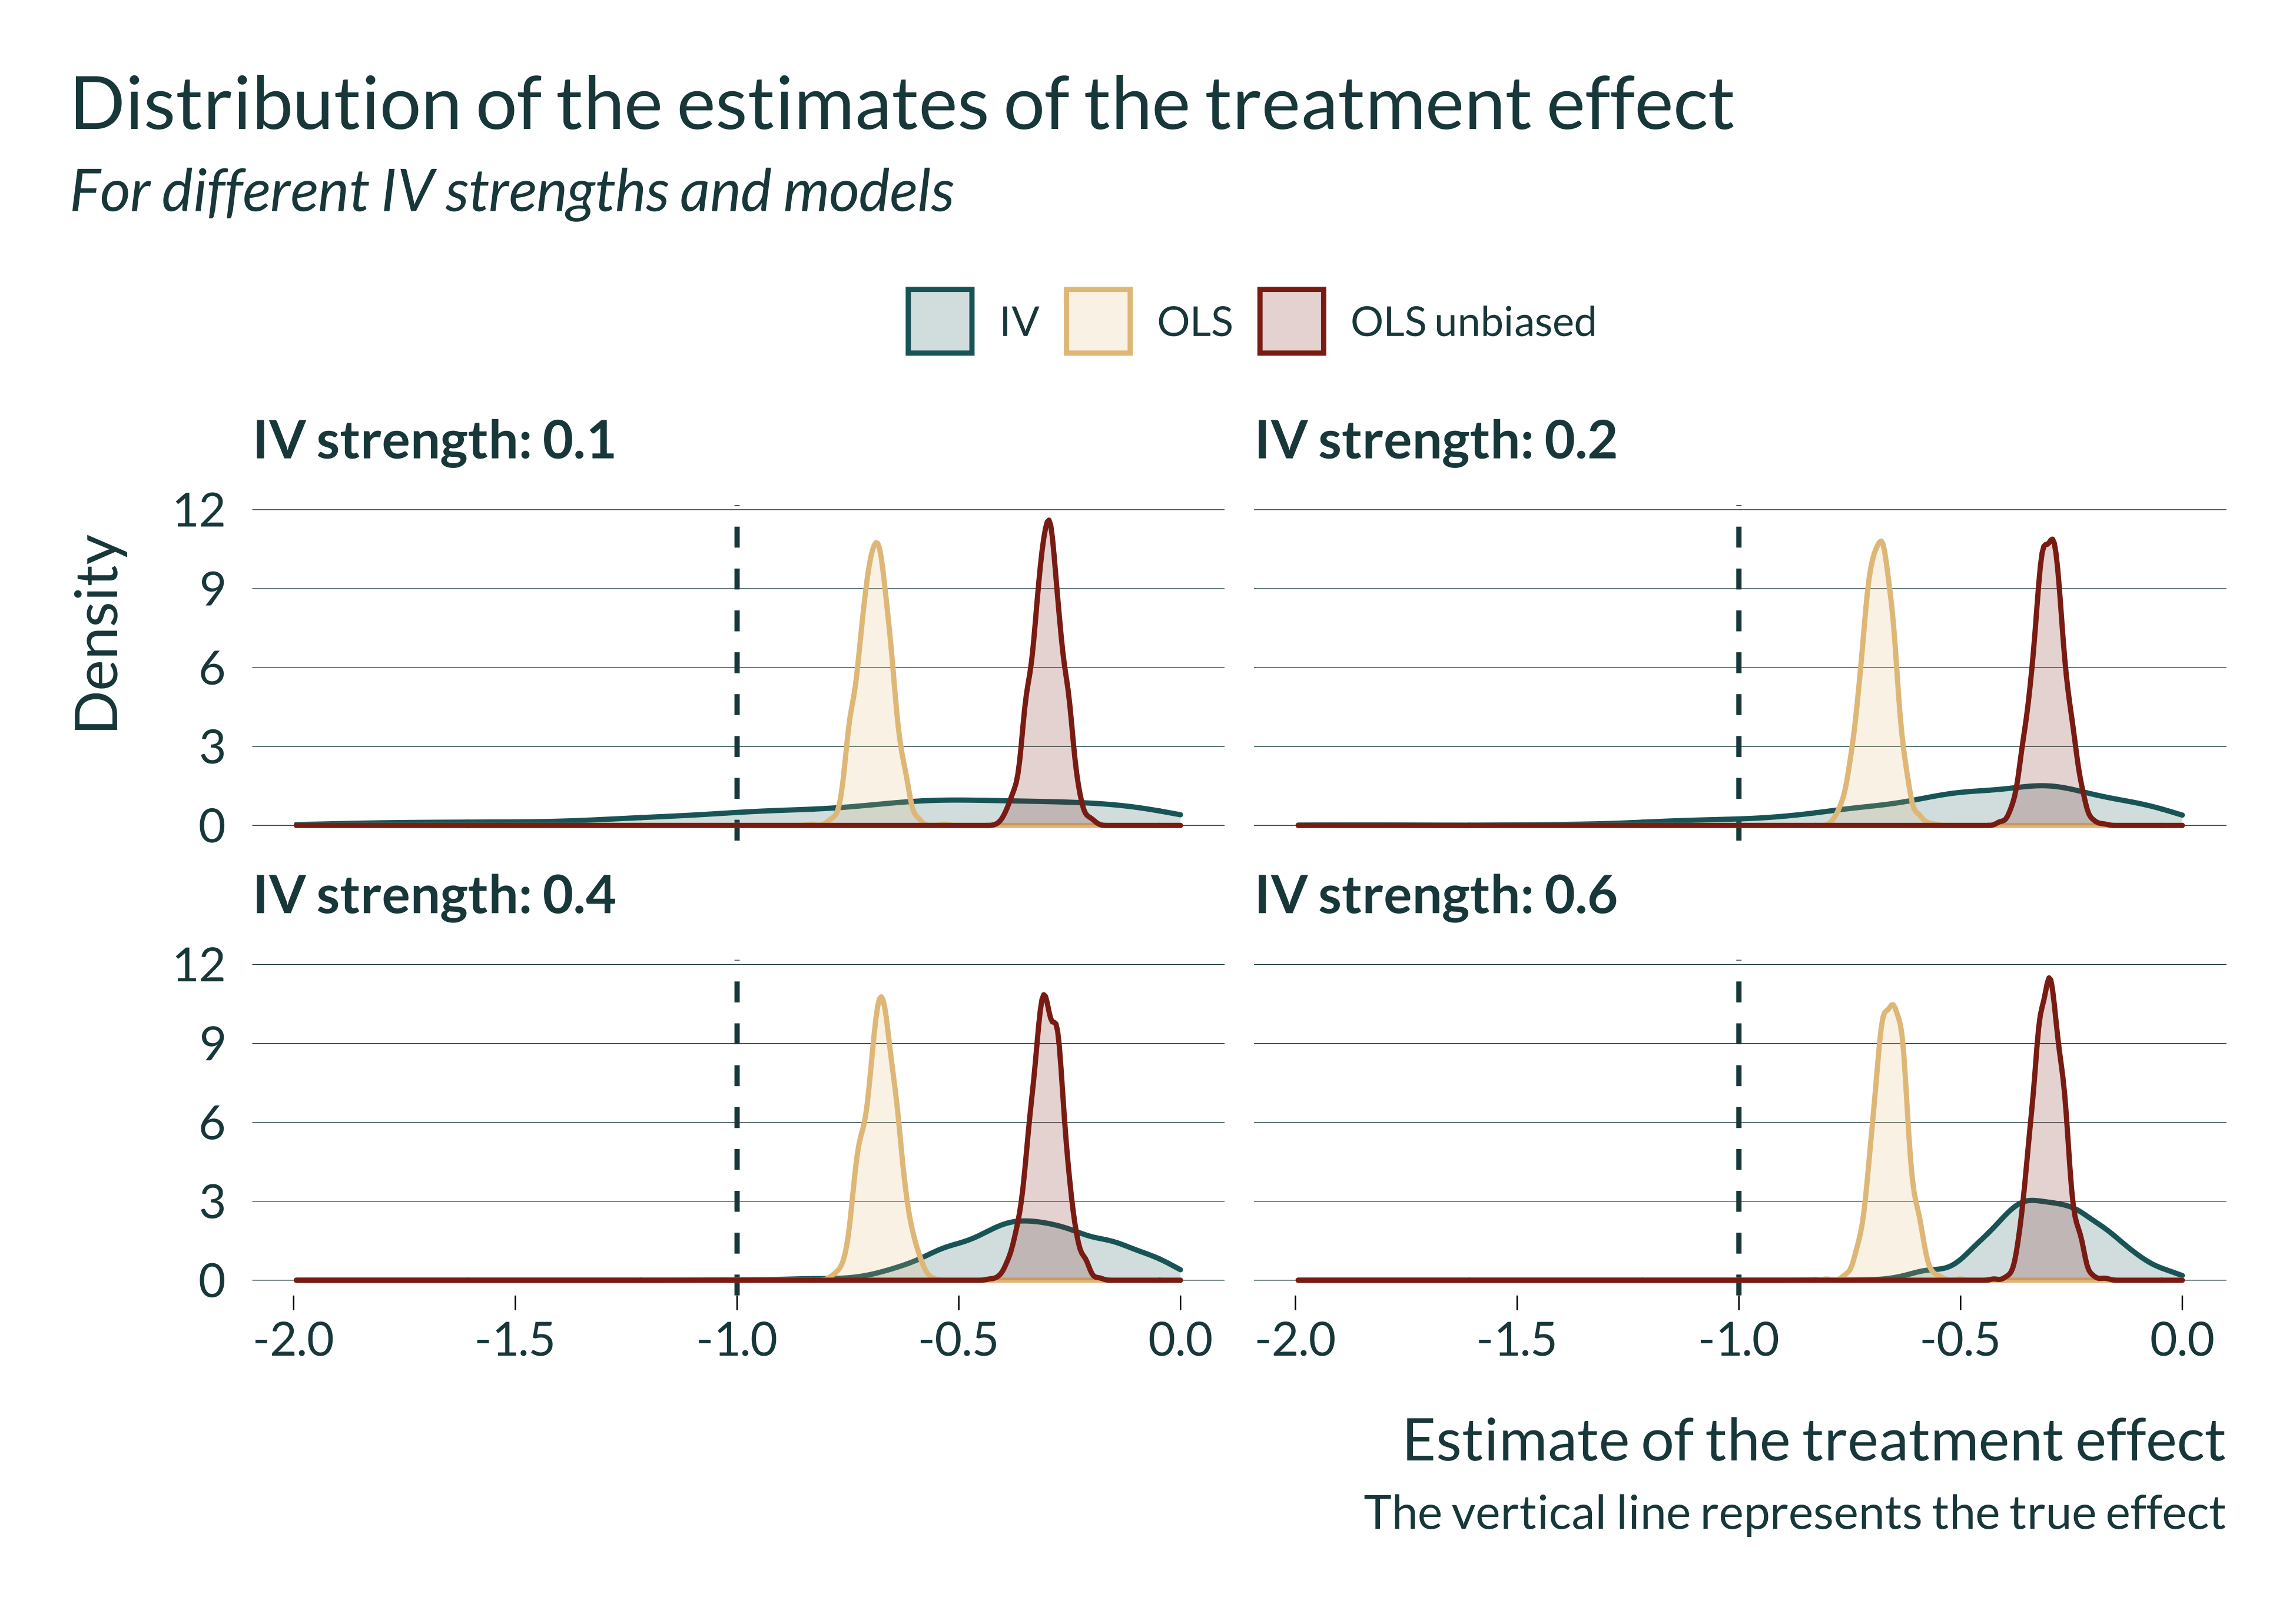 Distribution of the estimates of the treatment effect
For different IV strengths and models
IV OLS OLS unbiased
IV strength: 0.1 IV strength: 0.2
Density
12
9
6
3
0
IV strength: 0.4 IV strength: 0.6
12
9
6
3
0
-2.0 -1.5 -1.0 -0.5 0.0 -2.0 -1.5 -1.0 -0.5 0.0
Estimate of the treatment effect
The vertical line represents the true effect